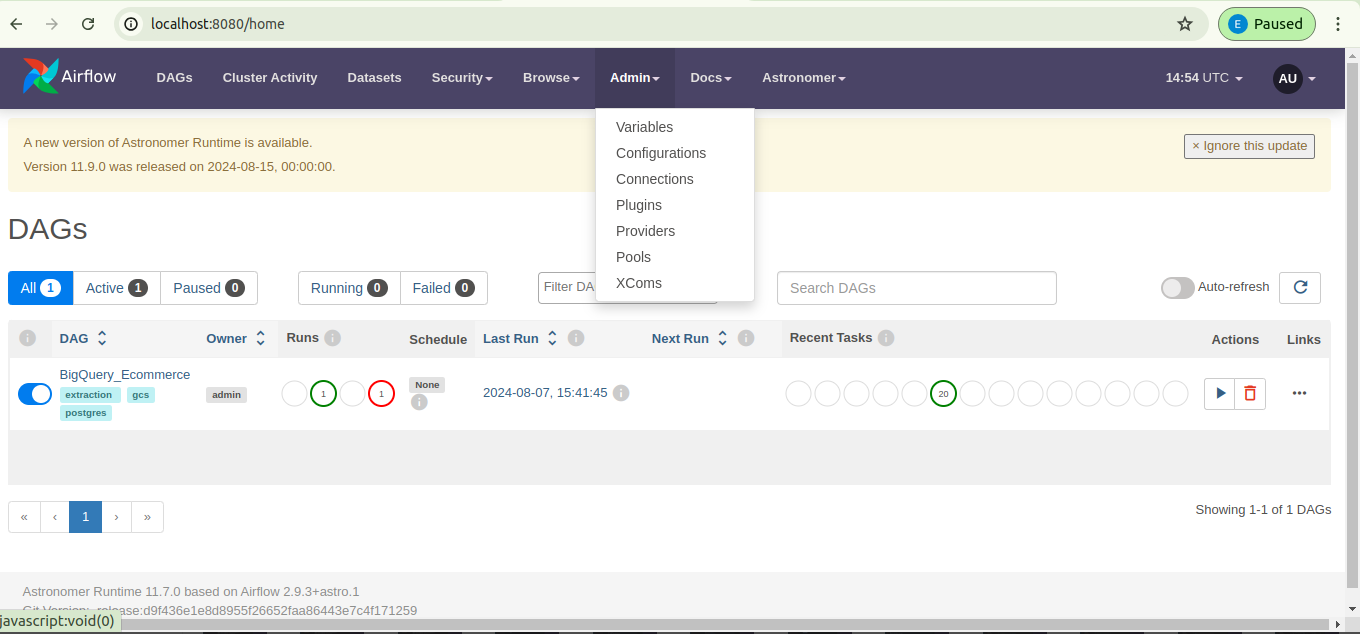 localhost:8080/home
E Paused
Airflow DAGs Cluster Activity Datasets Security Browse Admin Docs Astronomer 14:54 UTC AU
Variables
Configurations
Connections
Plugins
Providers
Pools
XComs
A new version of Astronomer Runtime is available.
Version 11.9.0 was released on 2024-08-15, 00:00:00.
× Ignore this update
DAGs
All 1 Active 1 Paused 0 Running 0 Failed 0 Filter DA Search DAGs Auto-refresh
DAG Owner Runs Schedule Last Run Next Run Recent Tasks Actions Links
BigQuery_Ecommerce
extraction gcs
postgres
admin
1 1
None
2024-08-07, 15:41:45
20
« ‹ 1 › »
Showing 1-1 of 1 DAGs
Astronomer Runtime 11.7.0 based on Airflow 2.9.3+astro.1
Git Version: .release:d9f436e1e8d8955f26652faa86443e7c4f171259
javascript:void(0)